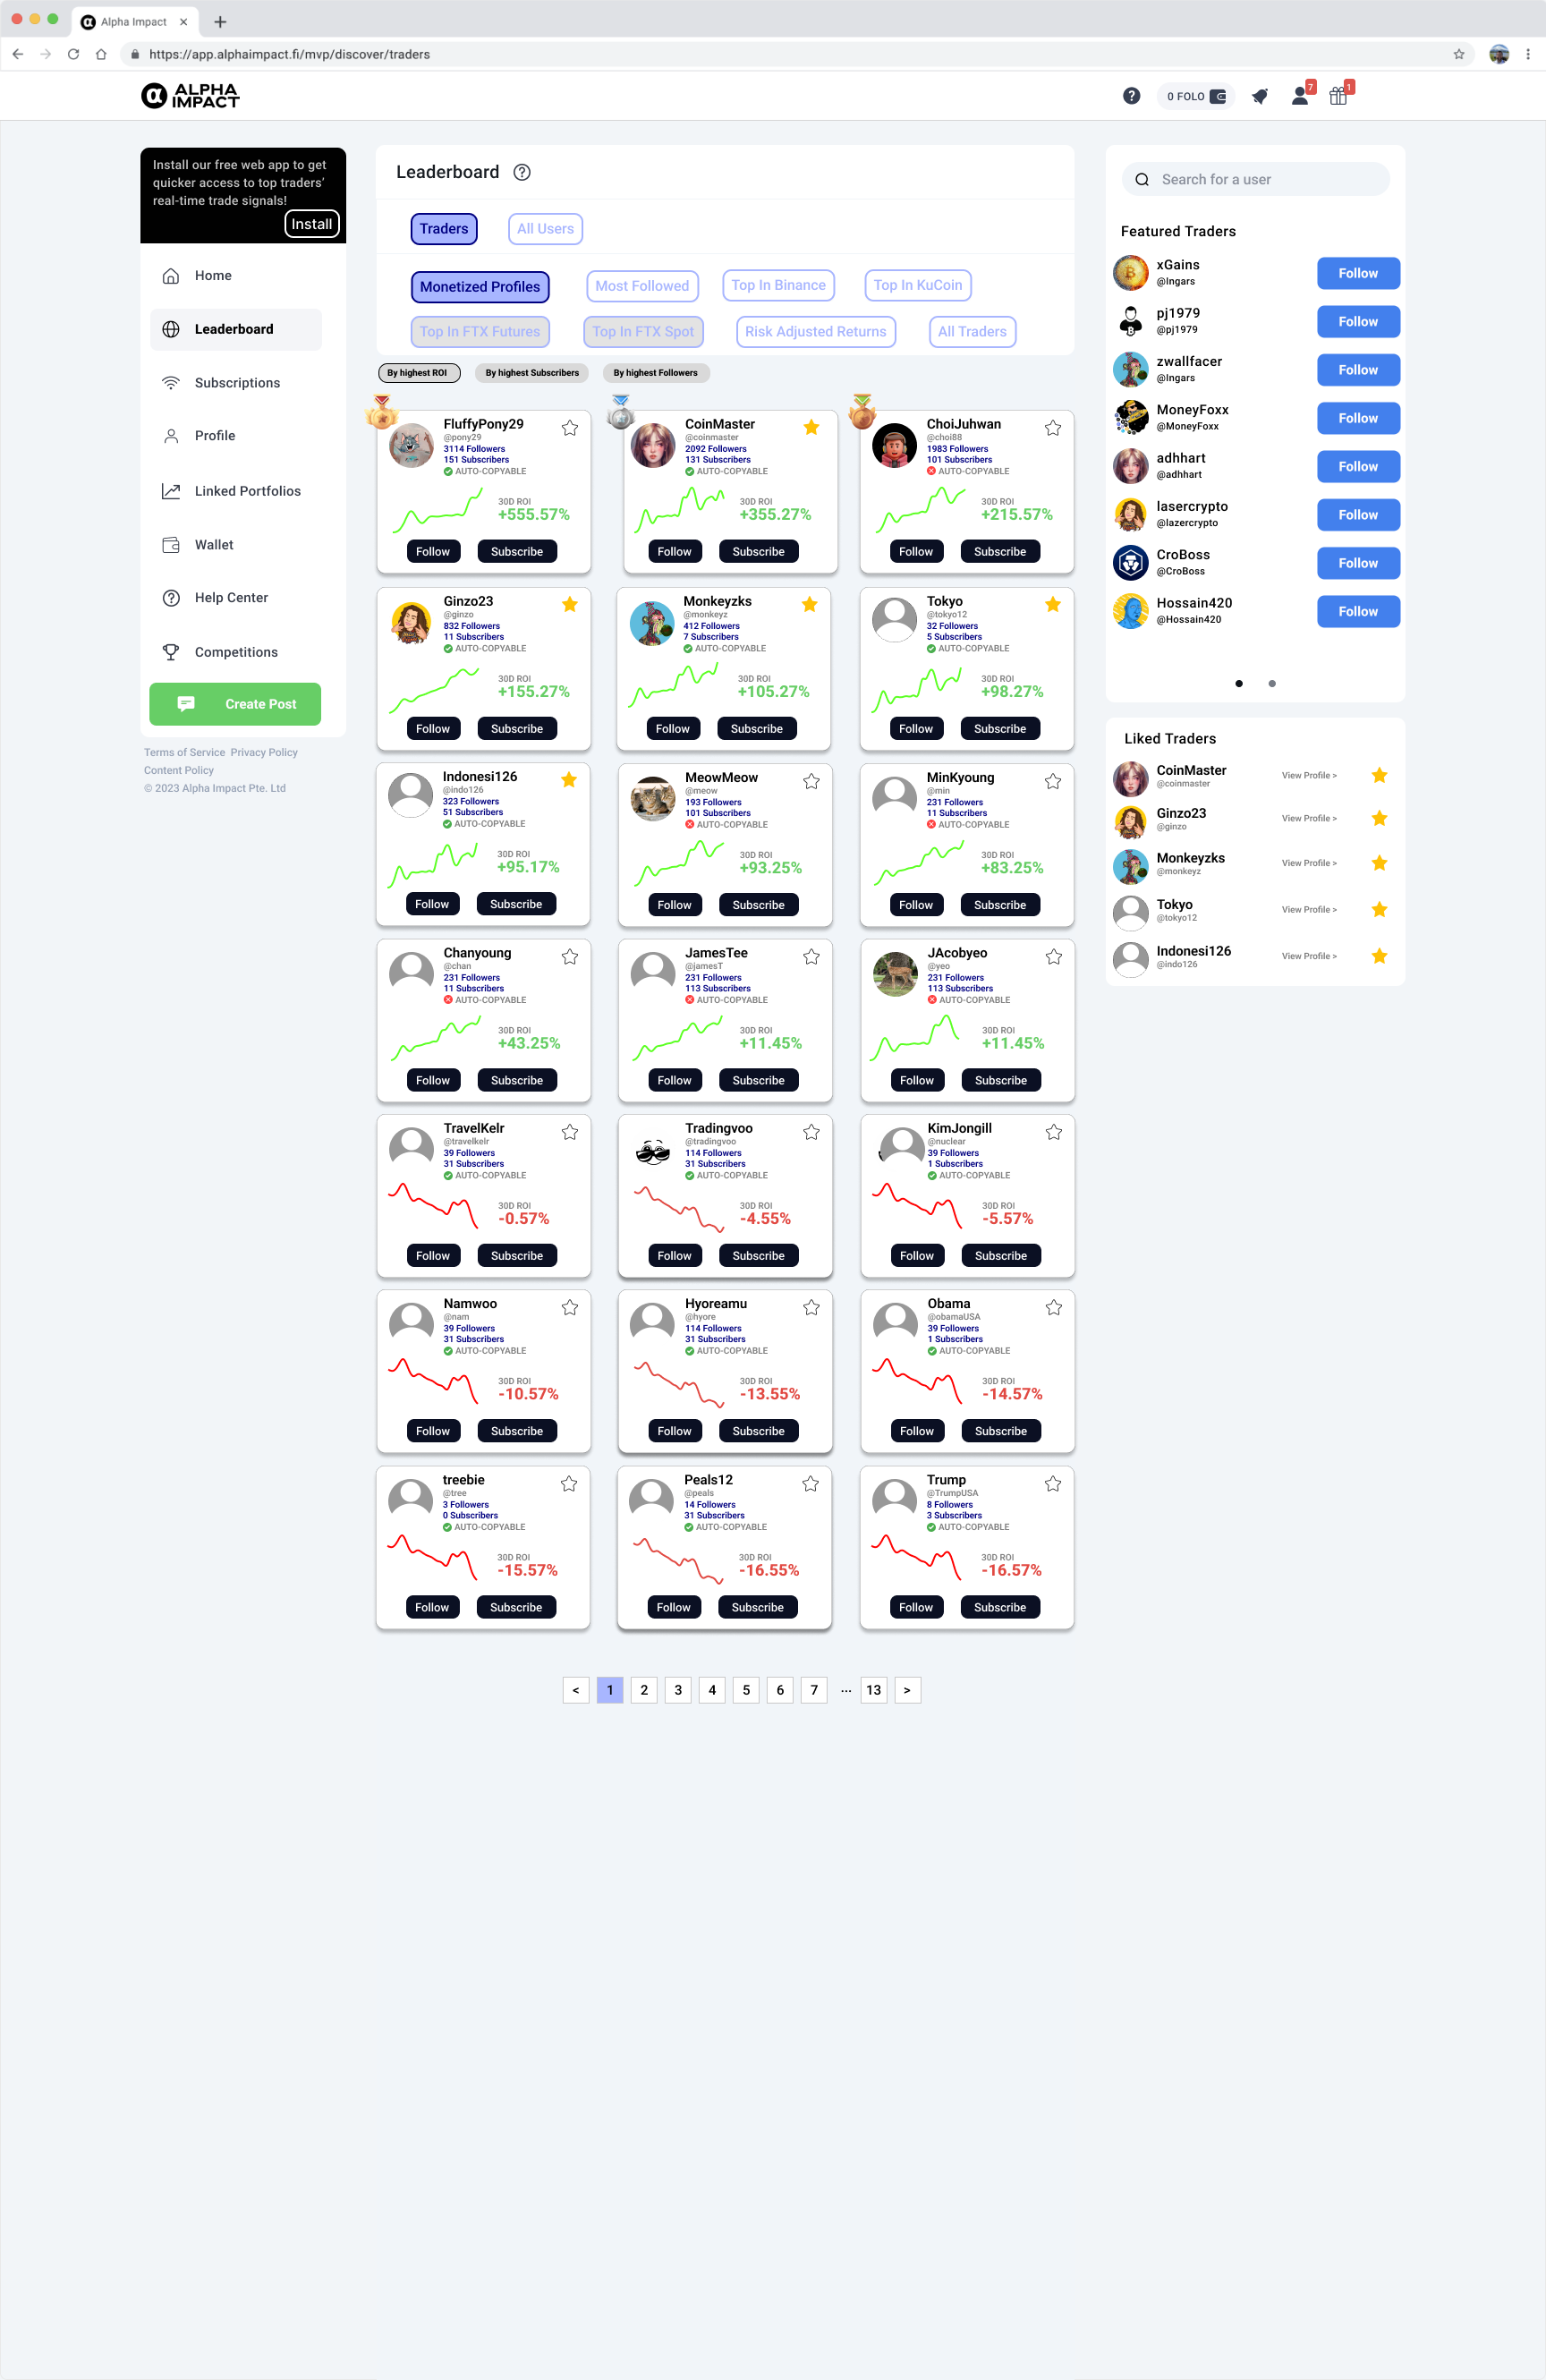 Alpha Impact
https://app.alphaimpact.fi/mvp/discover/traders
ALPHA
IMPACT
0 FOLO
7
1
Install our free web app to get
quicker access to top traders'
real-time trade signals!
Install
Home
Leaderboard
Subscriptions
Profile
Linked Portfolios
Wallet
Help Center
Competitions
Create Post
Terms of Service Privacy Policy
Content Policy
© 2023 Alpha Impact Pte. Ltd
Leaderboard
Traders All Users
Monetized Profiles Most Followed Top In Binance Top In KuCoin
Top In FTX Futures Top In FTX Spot Risk Adjusted Returns All Traders
By highest ROI By highest Subscribers By highest Followers
FluffyPony29
@pony29
3114 Followers
151 Subscribers
AUTO-COPYABLE
30D ROI
+555.57%
Follow Subscribe
CoinMaster
@coinmaster
2092 Followers
131 Subscribers
AUTO-COPYABLE
30D ROI
+355.27%
Follow Subscribe
ChoiJuhwan
@choi88
1983 Followers
101 Subscribers
AUTO-COPYABLE
30D ROI
+215.57%
Follow Subscribe
Ginzo23
@ginzo
832 Followers
11 Subscribers
AUTO-COPYABLE
30D ROI
+155.27%
Follow Subscribe
Monkeyzks
@monkeyz
412 Followers
7 Subscribers
AUTO-COPYABLE
30D ROI
+105.27%
Follow Subscribe
Tokyo
@tokyo12
32 Followers
5 Subscribers
AUTO-COPYABLE
30D ROI
+98.27%
Follow Subscribe
Indonesi126
@indo126
323 Followers
51 Subscribers
AUTO-COPYABLE
30D ROI
+95.17%
Follow Subscribe
MeowMeow
@meow
193 Followers
101 Subscribers
AUTO-COPYABLE
30D ROI
+93.25%
Follow Subscribe
MinKyoung
@min
231 Followers
11 Subscribers
AUTO-COPYABLE
30D ROI
+83.25%
Follow Subscribe
Chanyoung
@chan
231 Followers
11 Subscribers
AUTO-COPYABLE
30D ROI
+43.25%
Follow Subscribe
JamesTee
@jamesT
231 Followers
113 Subscribers
AUTO-COPYABLE
30D ROI
+11.45%
Follow Subscribe
JAcobyeo
@yeo
231 Followers
113 Subscribers
AUTO-COPYABLE
30D ROI
+11.45%
Follow Subscribe
TravelKelr
@travelkelr
39 Followers
31 Subscribers
AUTO-COPYABLE
30D ROI
-0.57%
Follow Subscribe
Tradingvoo
@tradingvoo
114 Followers
31 Subscribers
AUTO-COPYABLE
30D ROI
-4.55%
Follow Subscribe
KimJongill
@nuclear
39 Followers
1 Subscribers
AUTO-COPYABLE
30D ROI
-5.57%
Follow Subscribe
Namwoo
@nam
39 Followers
31 Subscribers
AUTO-COPYABLE
30D ROI
-10.57%
Follow Subscribe
Hyoreamu
@hyore
114 Followers
31 Subscribers
AUTO-COPYABLE
30D ROI
-13.55%
Follow Subscribe
Obama
@obamaUSA
39 Followers
1 Subscribers
AUTO-COPYABLE
30D ROI
-14.57%
Follow Subscribe
treebie
@tree
3 Followers
0 Subscribers
AUTO-COPYABLE
30D ROI
-15.57%
Follow Subscribe
Peals12
@peals
14 Followers
31 Subscribers
AUTO-COPYABLE
30D ROI
-16.55%
Follow Subscribe
Trump
@TrumpUSA
8 Followers
3 Subscribers
AUTO-COPYABLE
30D ROI
-16.57%
Follow Subscribe
< 1 2 3 4 5 6 7 ... 13 >
Search for a user
Featured Traders
xGains
@Ingars
Follow
pj1979
@pj1979
Follow
zwallfacer
@Ingars
Follow
MoneyFoxx
@MoneyFoxx
Follow
adhhart
@adhhart
Follow
lasercrypto
@lazercrypto
Follow
CroBoss
@CroBoss
Follow
Hossain420
@Hossain420
Follow
Liked Traders
CoinMaster
@coinmaster
View Profile >
Ginzo23
@ginzo
View Profile >
Monkeyzks
@monkeyz
View Profile >
Tokyo
@tokyo12
View Profile >
Indonesi126
@indo126
View Profile >